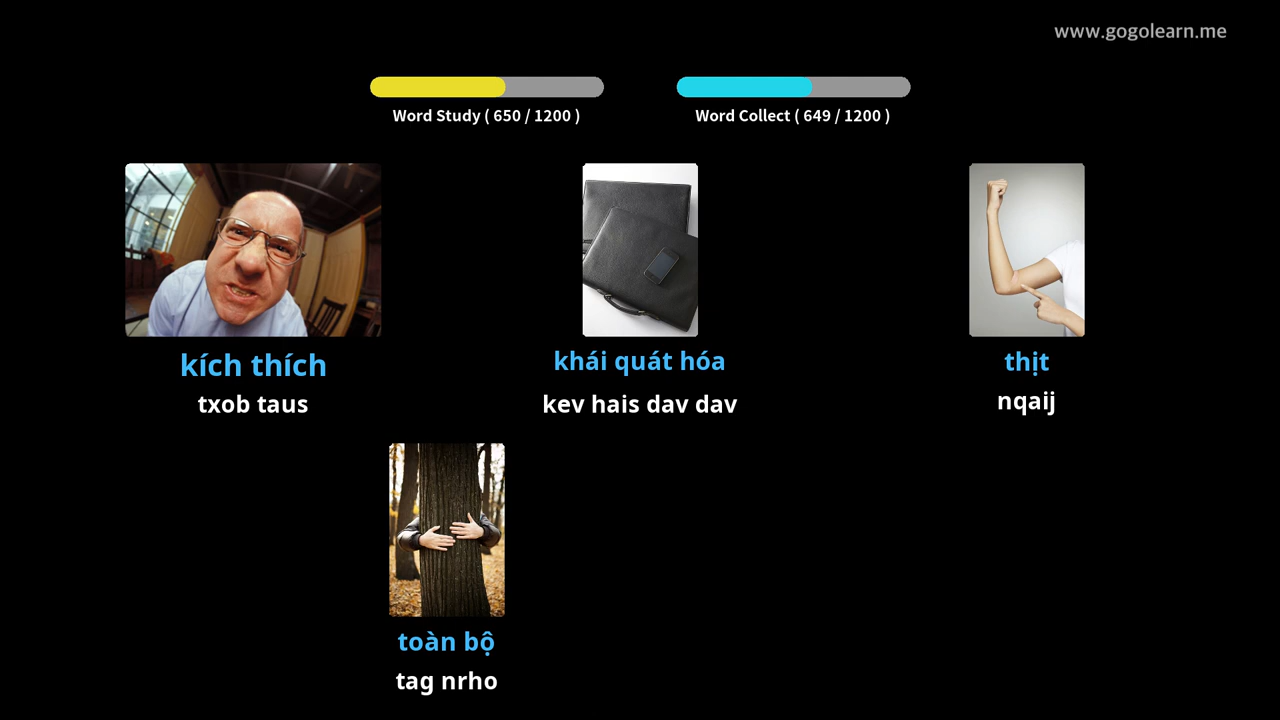 www.gogolearn.me
Word Study ( 650 / 1200 )
Word Collect ( 649 / 1200 )
kích thích
txob taus
khái quát hóa
kev hais dav dav
thịt
nqaij
toàn bộ
tag nrho